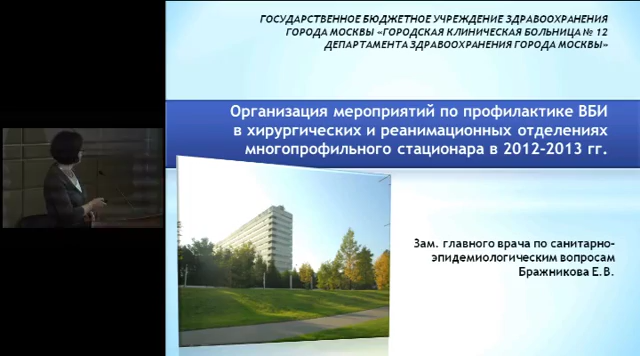 ГОСУДАРСТВЕННОЕ БЮДЖЕТНОЕ УЧРЕЖДЕНИЕ ЗДРАВООХРАНЕНИЯ
ГОРОДА МОСКВЫ «ГОРОДСКАЯ КЛИНИЧЕСКАЯ БОЛЬНИЦА № 12
ДЕПАРТАМЕНТА ЗДРАВООХРАНЕНИЯ ГОРОДА МОСКВЫ»
Организация мероприятий по профилактике ВБИ
в хирургических и реанимационных отделениях
многопрофильного стационара в 2012-2013 гг.
Зам. главного врача по санитарно-
эпидемиологическим вопросам
Бражникова Е.В.